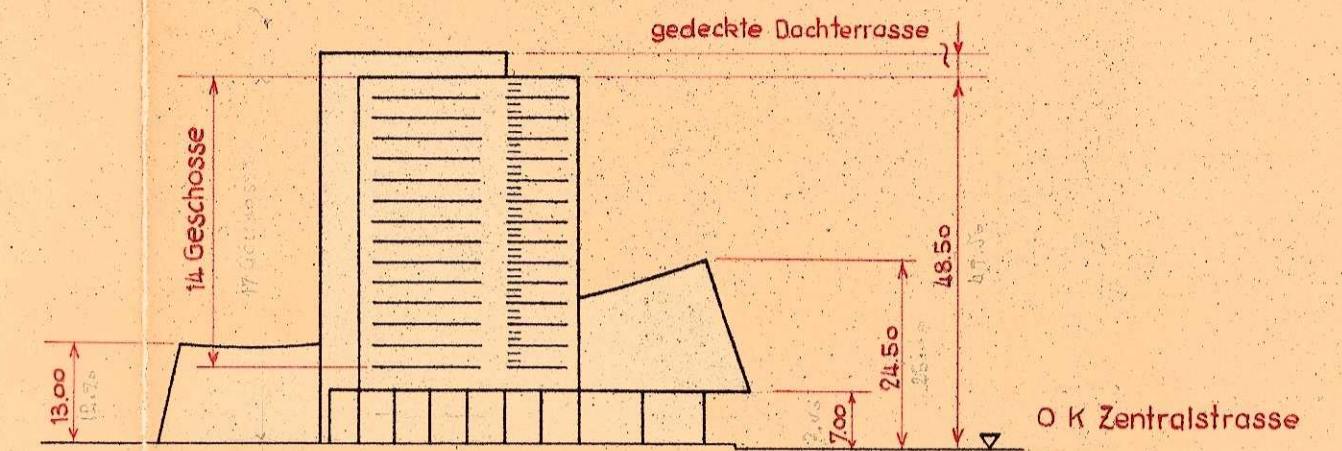 gedeckte Dachterrasse
14 Geschosse
48.50
24.50
13.00
7.00
O K Zentralstrasse